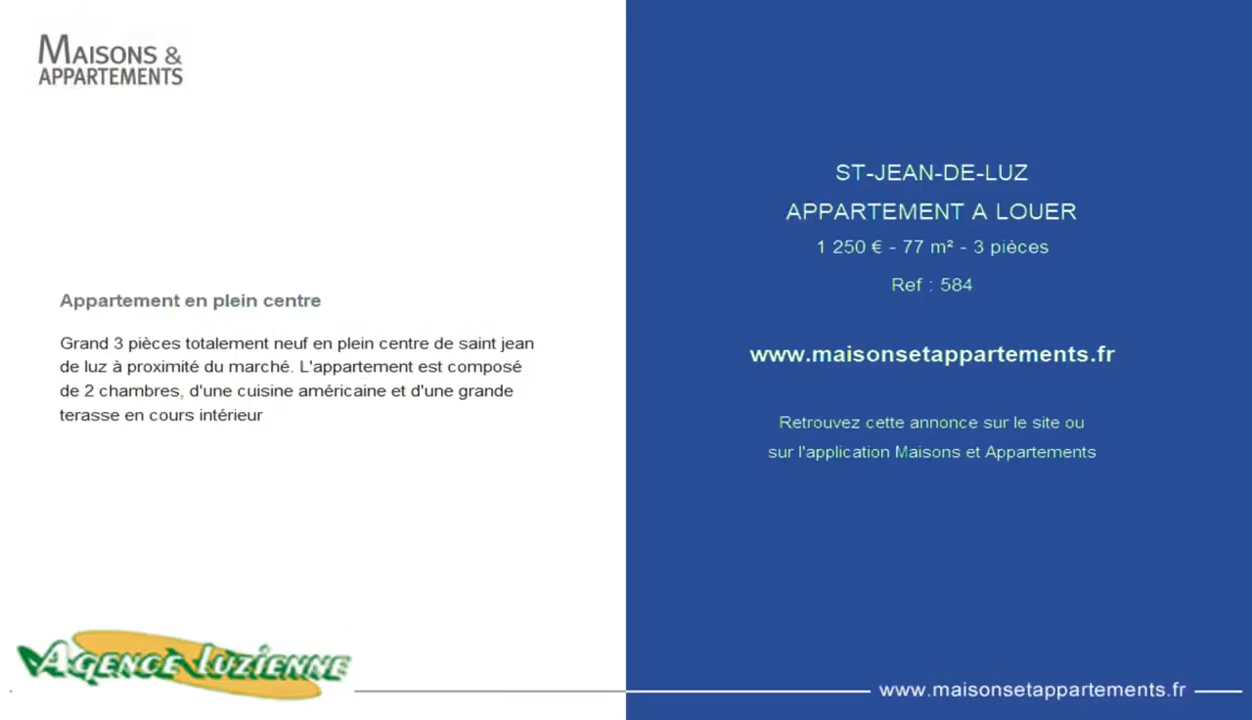 MAISONS &
APPARTEMENTS
Appartement en plein centre
Grand 3 pièces totalement neuf en plein centre de saint jean
de luz à proximité du marché. L'appartement est composé
de 2 chambres, d'une cuisine américaine et d'une grande
terasse en cours intérieur
AGENCE LUZIENNE
ST-JEAN-DE-LUZ
APPARTEMENT A LOUER
1 250 € - 77 m² - 3 pièces
Ref : 584
www.maisonsetappartements.fr
Retrouvez cette annonce sur le site ou
sur l'application Maisons et Appartements
www.maisonsetappartements.fr